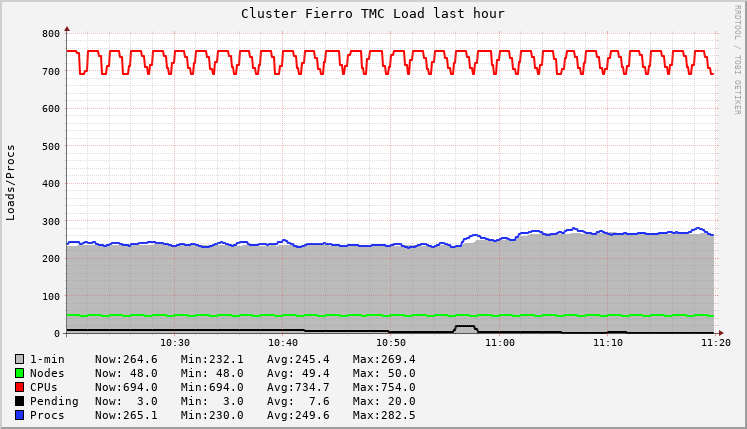 Cluster Fierro TMC Load last hour
RRDTOOL / TOBI OETIKER
Loads/Procs
800
700
600
500
400
300
200
100
0
10:30 10:40 10:50 11:00 11:10 11:20
1-min Now:264.6 Min:232.1 Avg:245.4 Max:269.4
Nodes Now: 48.0 Min: 48.0 Avg: 49.4 Max: 50.0
CPUs Now:694.0 Min:694.0 Avg:734.7 Max:754.0
Pending Now: 3.0 Min: 3.0 Avg: 7.6 Max: 20.0
Procs Now:265.1 Min:230.0 Avg:249.6 Max:282.5